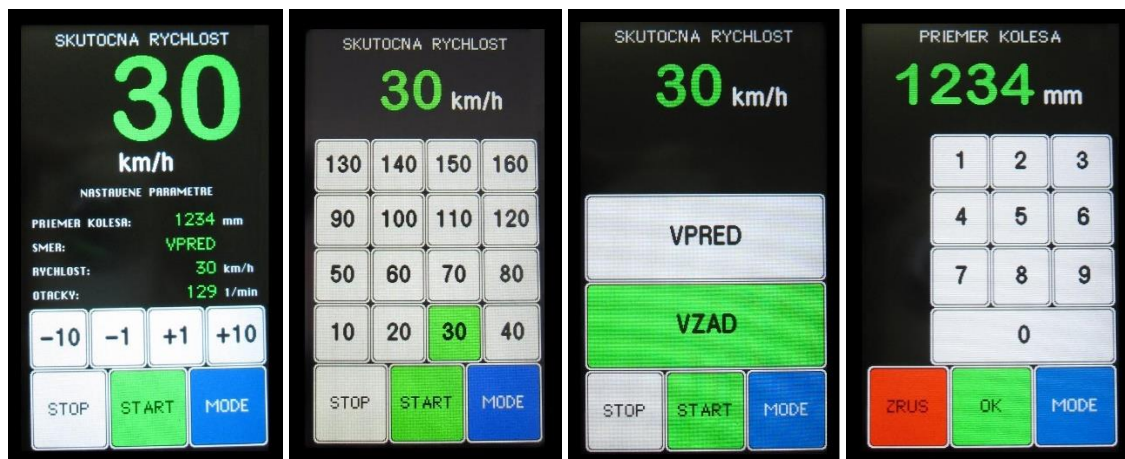 SKUTOCNA RYCHLOST
30
km/h
NASTAVENE PARAMETRE
PRIEMER KOLESA: 1234 mm
SMER: VPRED
RYCHLOST: 30 km/h
OTACKY: 129 1/min
-10 -1 +1 +10
STOP START MODE
SKUTOCNA RYCHLOST
30 km/h
130 140 150 160
90 100 110 120
50 60 70 80
10 20 30 40
STOP START MODE
SKUTOCNA RYCHLOST
30 km/h
VPRED
VZAD
STOP START MODE
PRIEMER KOLESA
1234 mm
1 2 3
4 5 6
7 8 9
0
ZRUS OK MODE